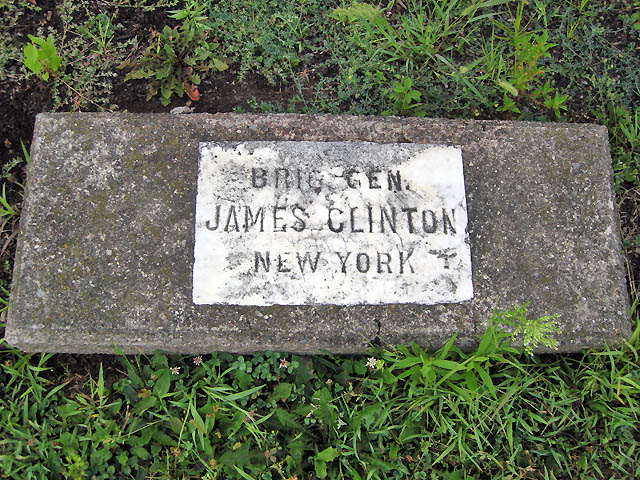 BRIG. GEN.
JAMES CLINTON
NEW YORK